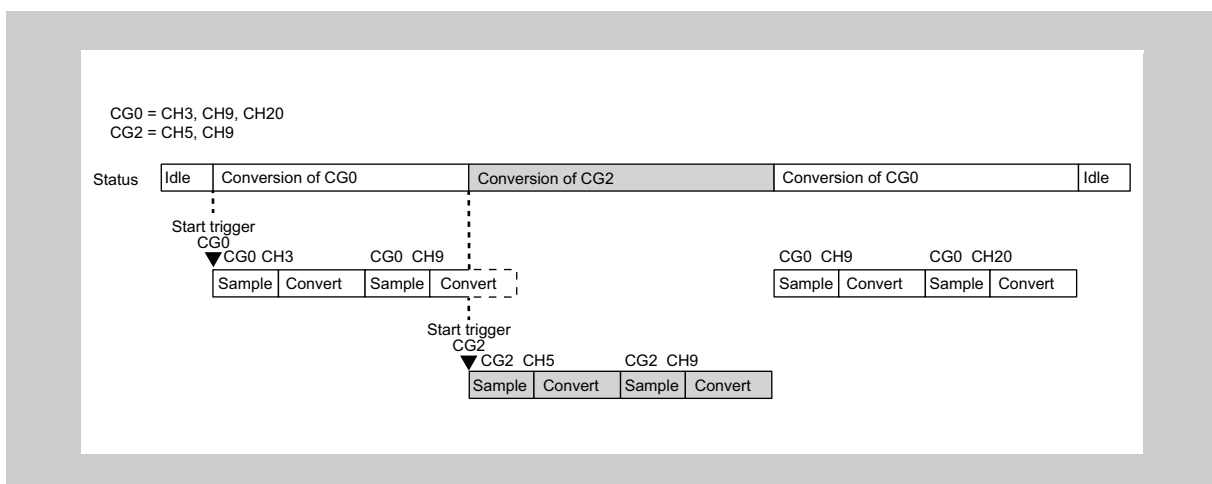 CG0 = CH3, CH9, CH20
CG2 = CH5, CH9
Status Idle Conversion of CG0 Conversion of CG2 Conversion of CG0 Idle
Start trigger
CG0
CG0 CH3 CG0 CH9 CG0 CH9 CG0 CH20
Sample Convert Sample Convert Sample Convert Sample Convert
Start trigger
CG2
CG2 CH5 CG2 CH9
Sample Convert Sample Convert